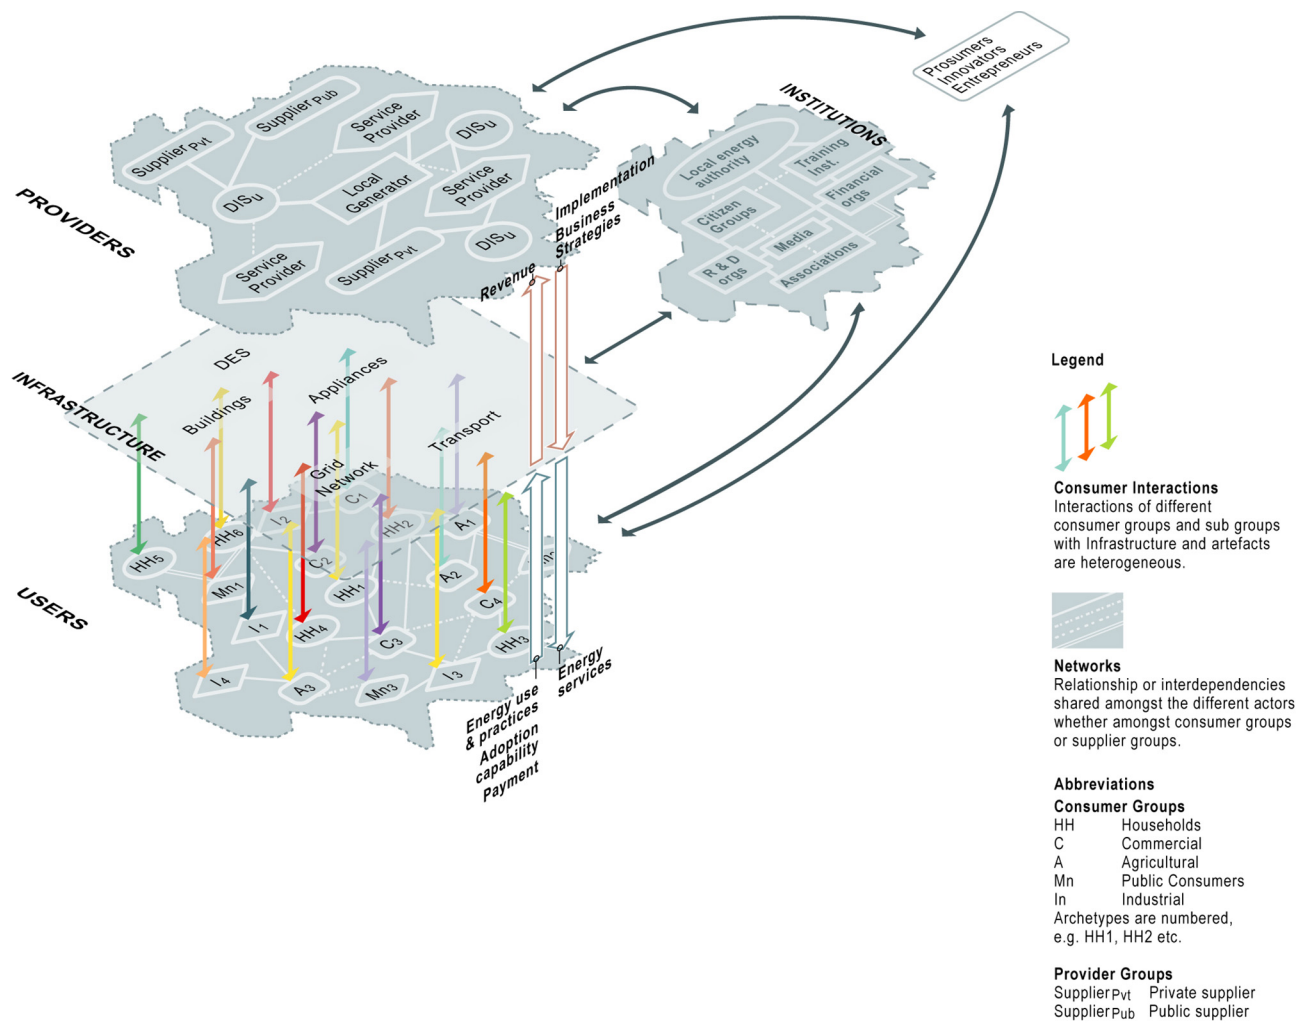 Prosumers
Innovators
Entrepreneurs
INSTITUTIONS
Local energy
authority
Training
Inst.
Financial
orgs
Citizen
Groups
Media
R & D
orgs
Associations
PROVIDERS
Supplier Pvt
Supplier Pub
Service
Provider
DISu
DISu
Local
Generator
Service
Provider
DISu
Service
Provider
Supplier Pvt
Implementation
Business
Strategies
Revenue
INFRASTRUCTURE
DES
Appliances
Buildings
Transport
Grid
Network
USERS
C1
I2
HH2
A1
HH6
HH5
C2
A2
Mn1
HH1
C4
I1
HH4
C3
HH3
I4
A3
Mn3
I3
Energy use
& practices
Adoption
capability
Payment
Energy
services
Legend
Consumer Interactions
Interactions of different
consumer groups and sub groups
with Infrastructure and artefacts
are heterogeneous.
Networks
Relationship or interdependencies
shared amongst the different actors
whether amongst consumer groups
or supplier groups.
Abbreviations
Consumer Groups
HH Households
C Commercial
A Agricultural
Mn Public Consumers
In Industrial
Archetypes are numbered,
e.g. HH1, HH2 etc.
Provider Groups
Supplier Pvt Private supplier
Supplier Pub Public supplier